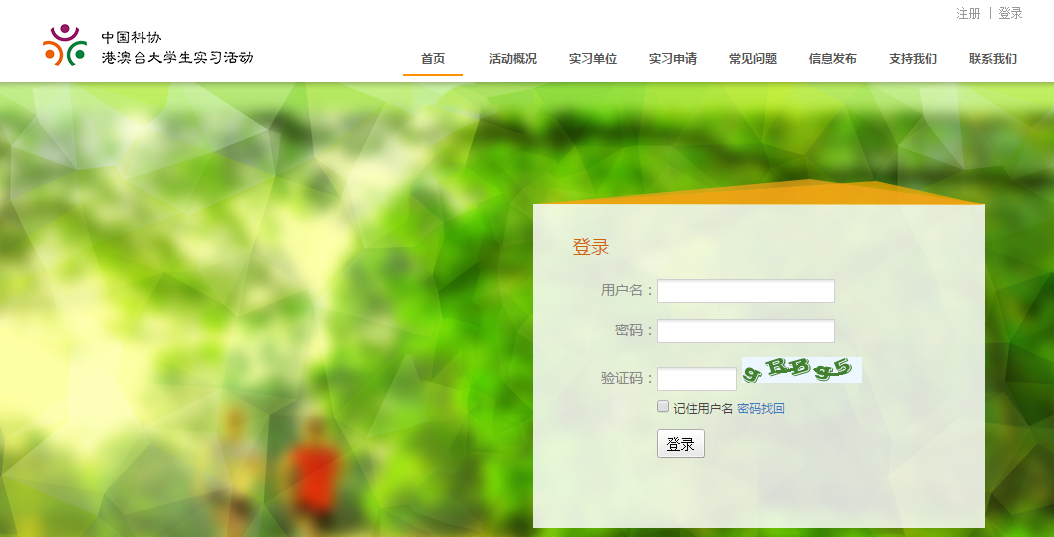 注册 | 登录
中国科协
港澳台大学生实习活动
首页 活动概况 实习单位 实习申请 常见问题 信息发布 支持我们 联系我们
登录
用户名：
密码：
验证码：
记住用户名 密码找回
登录